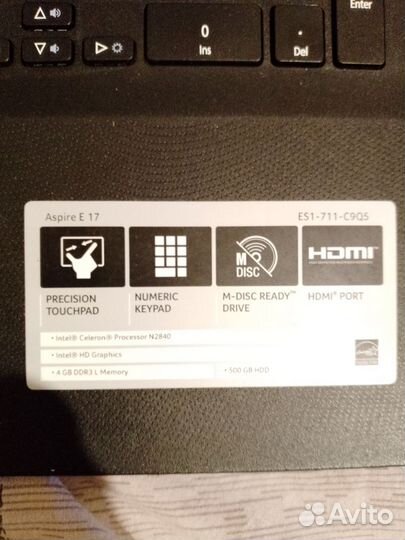 Enter
0
Ins
.
Del
Aspire E 17
ES1-711-C9Q5
M
DISC
HDMI
PRECISION
TOUCHPAD
NUMERIC
KEYPAD
M-DISC READY™
DRIVE
HDMI® PORT
• Intel® Celeron® Processor N2840
• Intel® HD Graphics
• 4 GB DDR3 L Memory
• 500 GB HDD
Avito